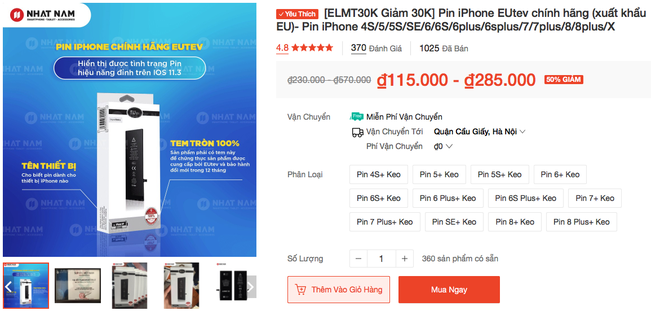 NHAT NAM
SMARTPHONE - TABLET - ACCESSORIES
PIN IPHONE CHÍNH HÃNG EUTEV
Hiển thị được tình trạng Pin
hiệu năng đỉnh trên IOS 11.3
TEM TRÒN 100%
Sản phẩm phải có tem này
để chứng thực sản phẩm được
cung cấp bởi EUtev và bảo hành
đổi mới trong 12 tháng
TÊN THIẾT BỊ
Cho biết pin dành cho
thiết bị iPhone nào
NHAT NAM
Yêu Thích [ELMT30K Giảm 30K] Pin iPhone EUtev chính hãng (xuất khẩu
EU)- Pin iPhone 4S/5/5S/SE/6/6S/6plus/6splus/7/7plus/8/8plus/X
4.8 370 Đánh Giá 1025 Đã Bán
₫230.000 - ₫570.000 ₫115.000 - ₫285.000 50% GIẢM
Vận Chuyển Miễn Phí Vận Chuyển
Vận Chuyển Tới Quận Cầu Giấy, Hà Nội
Phí Vận Chuyển ₫0
Phân Loại Pin 4S+ Keo Pin 5+ Keo Pin 5S+ Keo Pin 6+ Keo
Pin 6S+ Keo Pin 6 Plus+ Keo Pin 6S Plus+ Keo Pin 7+ Keo
Pin 7 Plus+ Keo Pin SE+ Keo Pin 8+ Keo Pin 8 Plus+ Keo
Số Lượng − 1 + 360 sản phẩm có sẵn
Thêm Vào Giỏ Hàng Mua Ngay